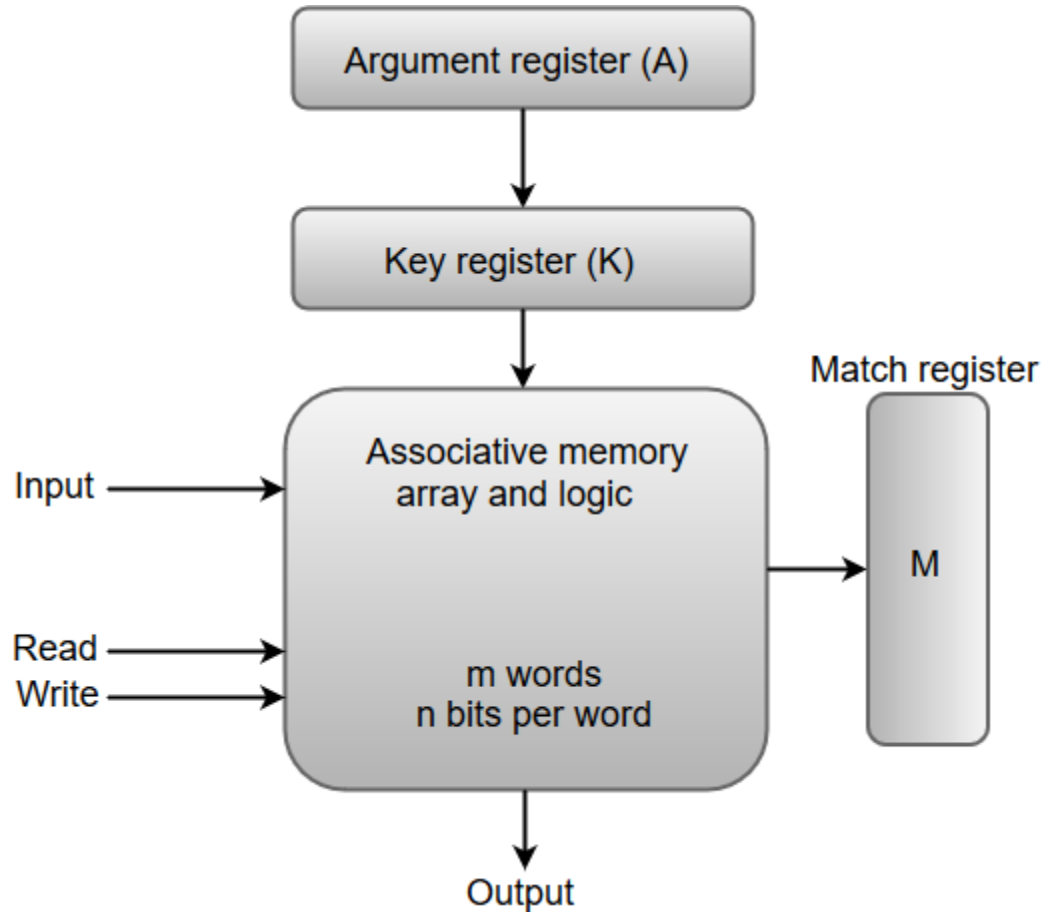 Argument register (A)
Key register (K)
Match register
Associative memory
array and logic
Input
M
Read
Write
m words
n bits per word
Output